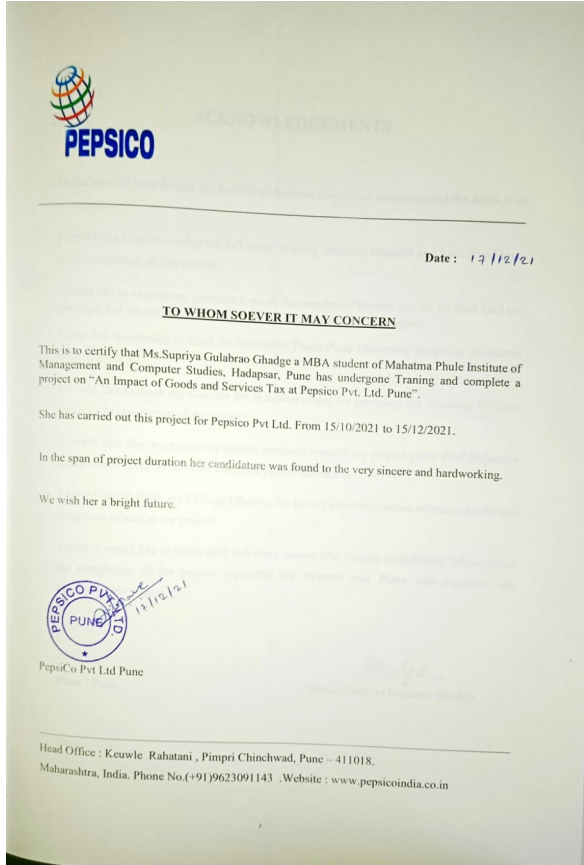 PEPSICO
ACKNOWLEDGEMENTS
Date : 17/12/21
TO WHOM SOEVER IT MAY CONCERN
This is to certify that Ms.Supriya Gulabrao Ghadge a MBA student of Mahatma Phule Institute of
Management and Computer Studies, Hadapsar, Pune has undergone Traning and complete a
project on “An Impact of Goods and Services Tax at Pepsico Pvt. Ltd. Pune”.
She has carried out this project for Pepsico Pvt Ltd. From 15/10/2021 to 15/12/2021.
In the span of project duration her candidature was found to the very sincere and hardworking.
We wish her a bright future.
PEPSICO PVT. LTD.
PUNE
17/12/21
PepsiCo Pvt Ltd Pune
Head Office : Keuwle Rahatani , Pimpri Chinchwad, Pune – 411018.
Maharashtra, India. Phone No.(+91)9623091143 .Website : www.pepsicoindia.co.in